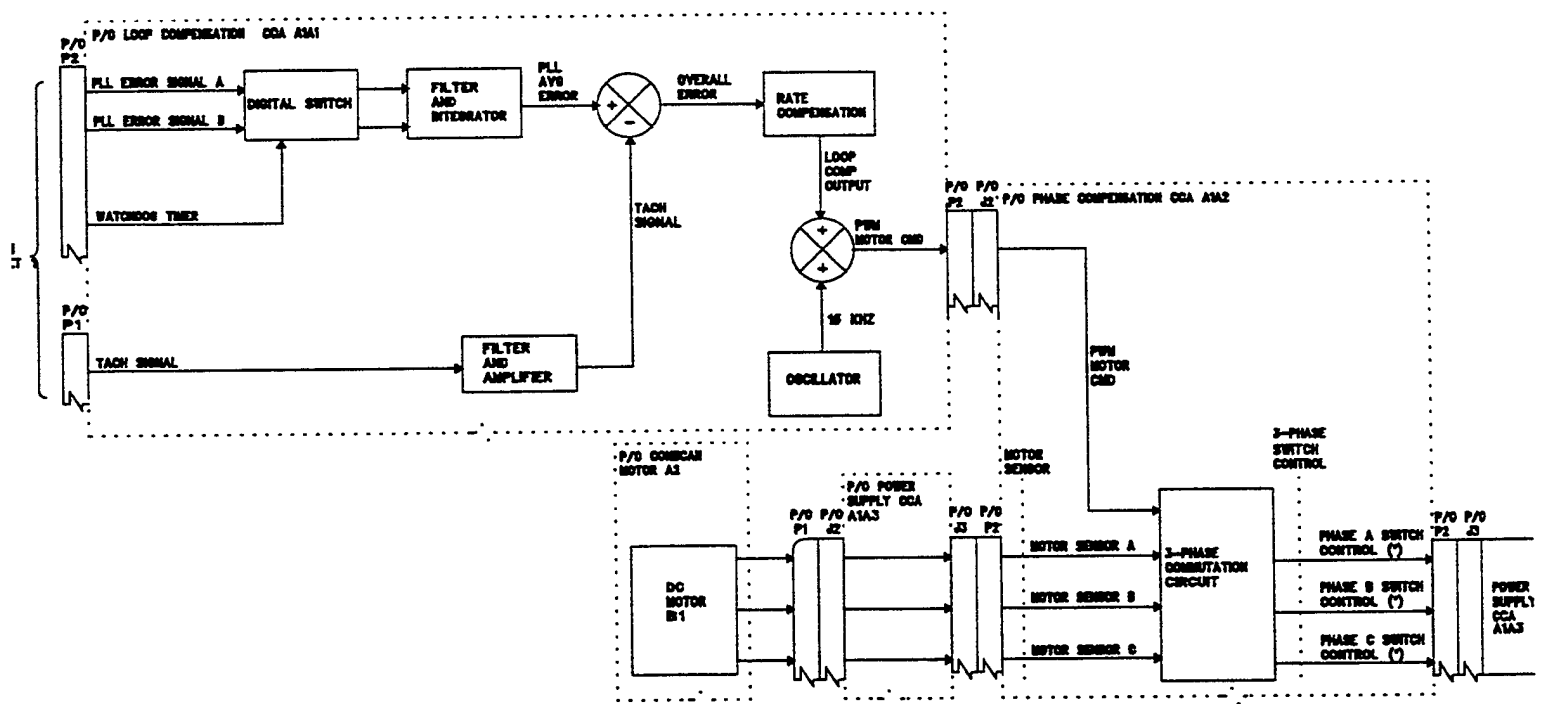 P/O LOOP COMPENSATION CCA A1A1
P/O
P2
PLL ERROR SIGNAL A
PLL ERROR SIGNAL B
WATCHDOG TIMER
DIGITAL SWITCH
FILTER
AND
INTEGRATOR
PLL
AVG
ERROR
+
-
OVERALL
ERROR
RATE
COMPENSATION
LOOP
COMP
OUTPUT
TACH
SIGNAL
+
+
PWM
MOTOR CMD
P/O P/O
P2 J2
P/O PHASE COMPENSATION CCA A1A2
P/O
P1
TACH SIGNAL
FILTER
AND
AMPLIFIER
KHZ
OSCILLATOR
PWM
MOTOR
CMD
P/O CONSCAN
MOTOR A2
DC
MOTOR
B1
P/O P/O
P1 J2
P/O POWER
SUPPLY CCA
A1A3
P/O P/O
J3 P2
MOTOR
SENSOR
MOTOR SENSOR A
MOTOR SENSOR B
MOTOR SENSOR C
3-PHASE
COMMUTATION
CIRCUIT
3-PHASE
SWITCH
CONTROL
PHASE A SWITCH
CONTROL (*)
PHASE B SWITCH
CONTROL (*)
PHASE C SWITCH
CONTROL (*)
P/O P/O
P2 J3
POWER
SUPPLY
CCA
A1A3